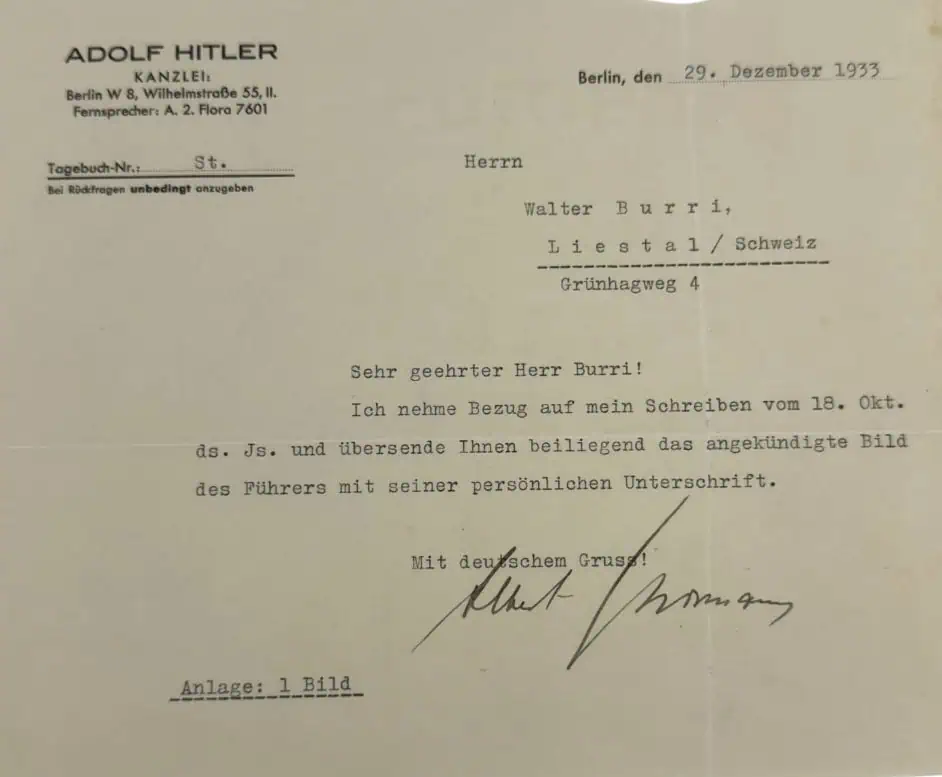 ADOLF HITLER
KANZLEI:
Berlin W 8, Wilhelmstraße 55, II.
Fernsprecher: A. 2. Flora 7601
Berlin, den 29. Dezember 1933
Tagebuch-Nr.: St.
Bei Rückfragen unbedingt anzugeben
Herrn
Walter B u r r i,
L i e s t a l / Schweiz
Grünhagweg 4
Sehr geehrter Herr Burri!
Ich nehme Bezug auf mein Schreiben vom 18. Okt.
ds. Js. und übersende Ihnen beiliegend das angekündigte Bild
des Führers mit seiner persönlichen Unterschrift.
Mit deutschem Gruss!
Albert
Anlage: 1 Bild